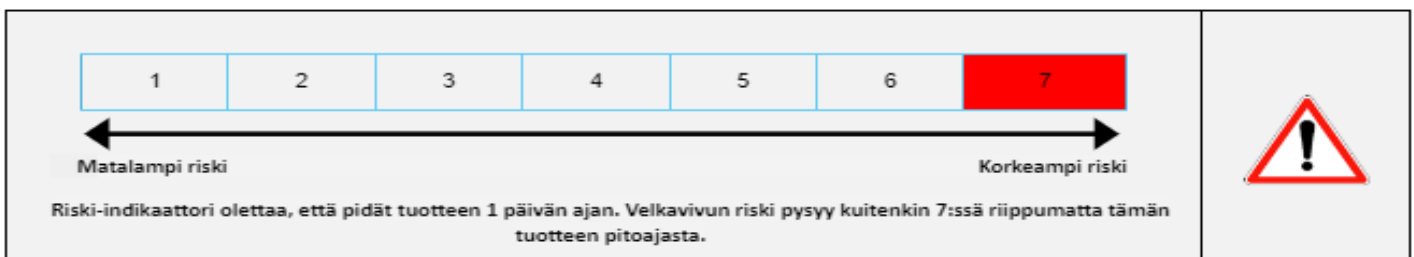 1 2 3 4 5 6 7
Matalampi riski Korkeampi riski
Riski-indikaattori olettaa, että pidät tuotteen 1 päivän ajan. Velkavivun riski pysyy kuitenkin 7:ssä riippumatta tämän
tuotteen pitoajasta.